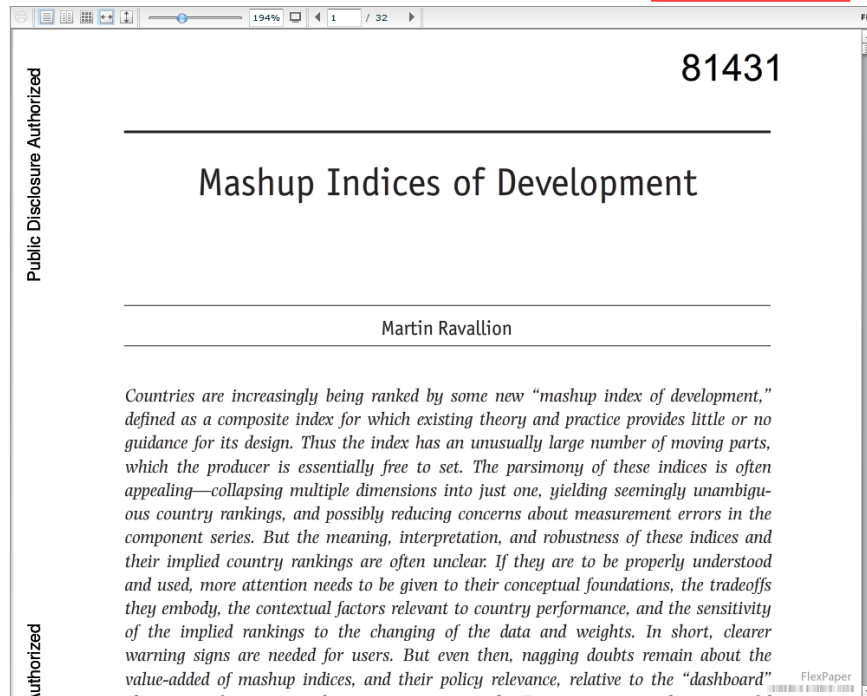 194%
1
/ 32
81431
Public Disclosure Authorized
Mashup Indices of Development
Martin Ravallion
Countries are increasingly being ranked by some new “mashup index of development,”
defined as a composite index for which existing theory and practice provides little or no
guidance for its design. Thus the index has an unusually large number of moving parts,
which the producer is essentially free to set. The parsimony of these indices is often
appealing—collapsing multiple dimensions into just one, yielding seemingly unambigu-
ous country rankings, and possibly reducing concerns about measurement errors in the
component series. But the meaning, interpretation, and robustness of these indices and
their implied country rankings are often unclear. If they are to be properly understood
and used, more attention needs to be given to their conceptual foundations, the tradeoffs
they embody, the contextual factors relevant to country performance, and the sensitivity
of the implied rankings to the changing of the data and weights. In short, clearer
warning signs are needed for users. But even then, nagging doubts remain about the
value-added of mashup indices, and their policy relevance, relative to the “dashboard”
uthorized
FlexPaper